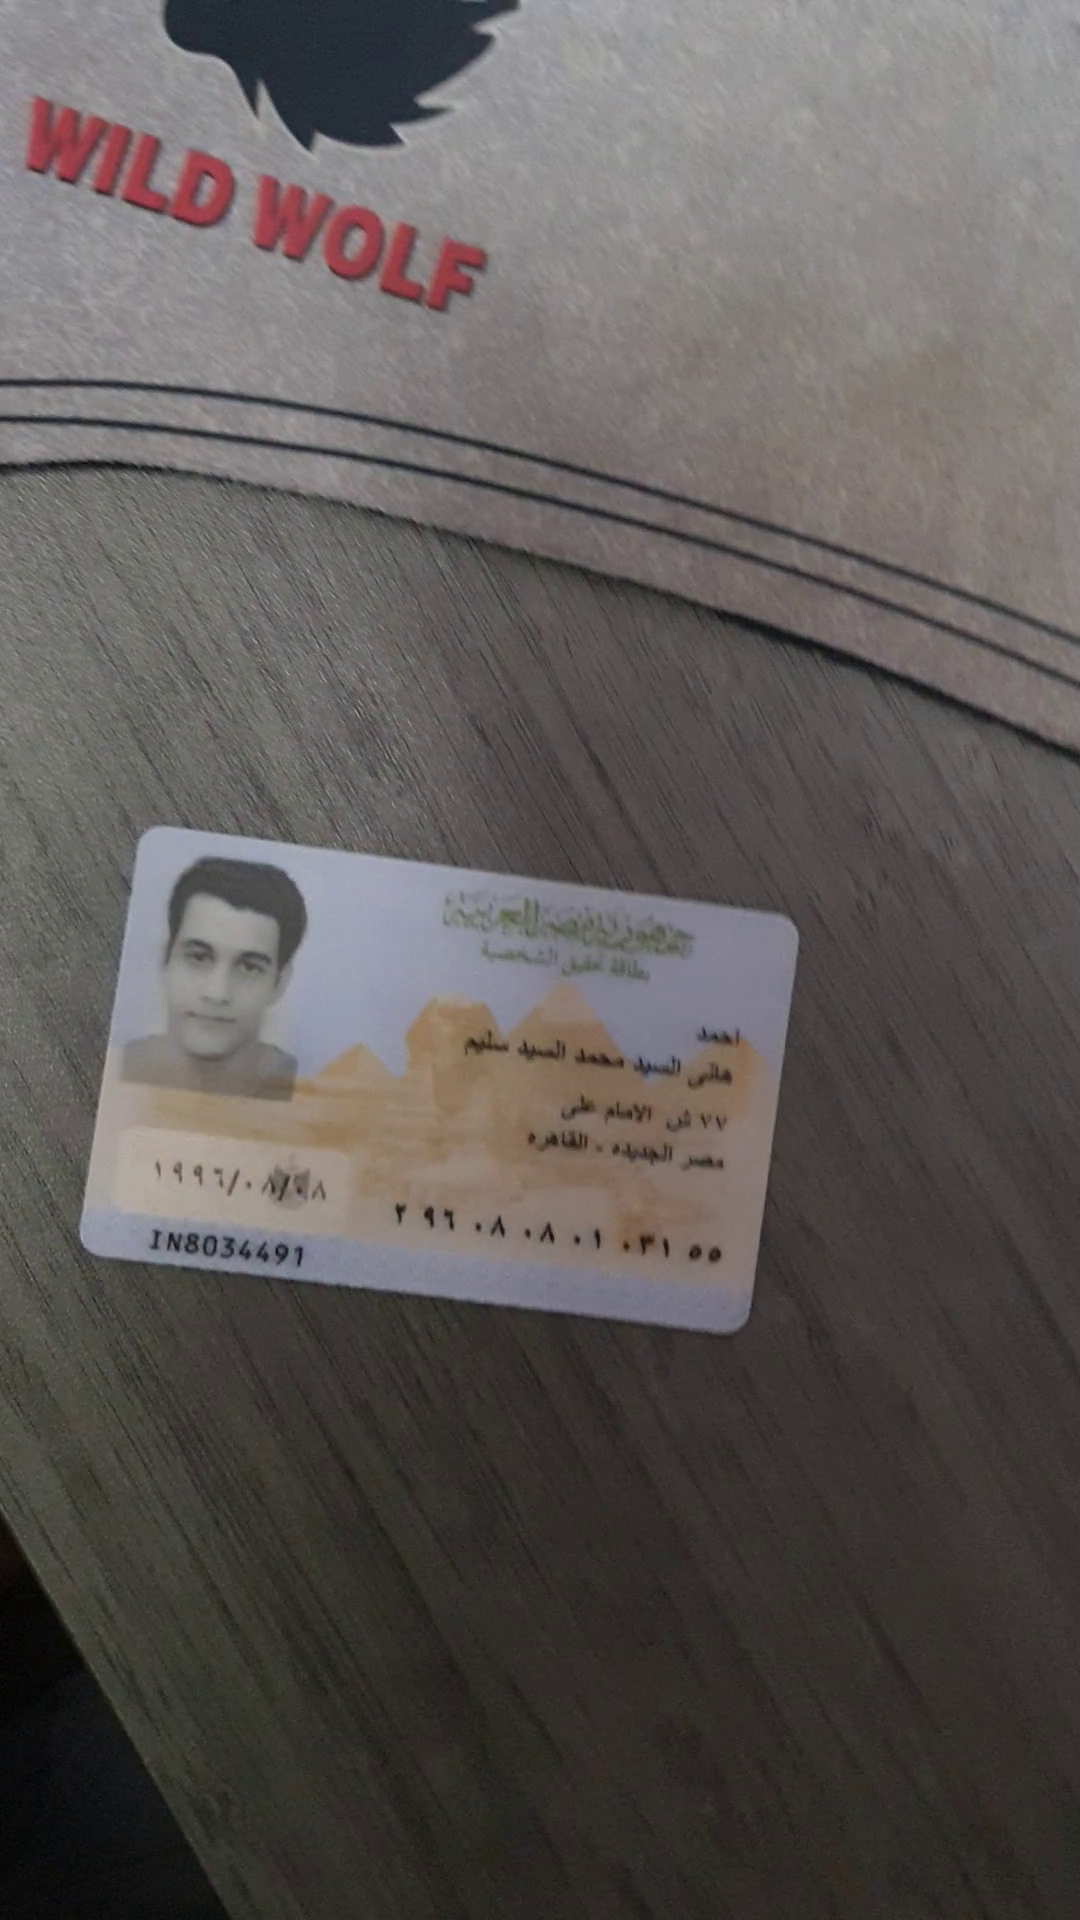 WILD WOLF
جمهورية مصر العربية
بطاقة تحقيق الشخصية
احمد
هانى السيد محمد السيد سليم
٧٧ ش الامام على
مصر الجديده - القاهره
١٩٩٦/٠٨/٠٨
٢٩٦٠٨٠٨٠١٠٣١٥٥
IN8034491